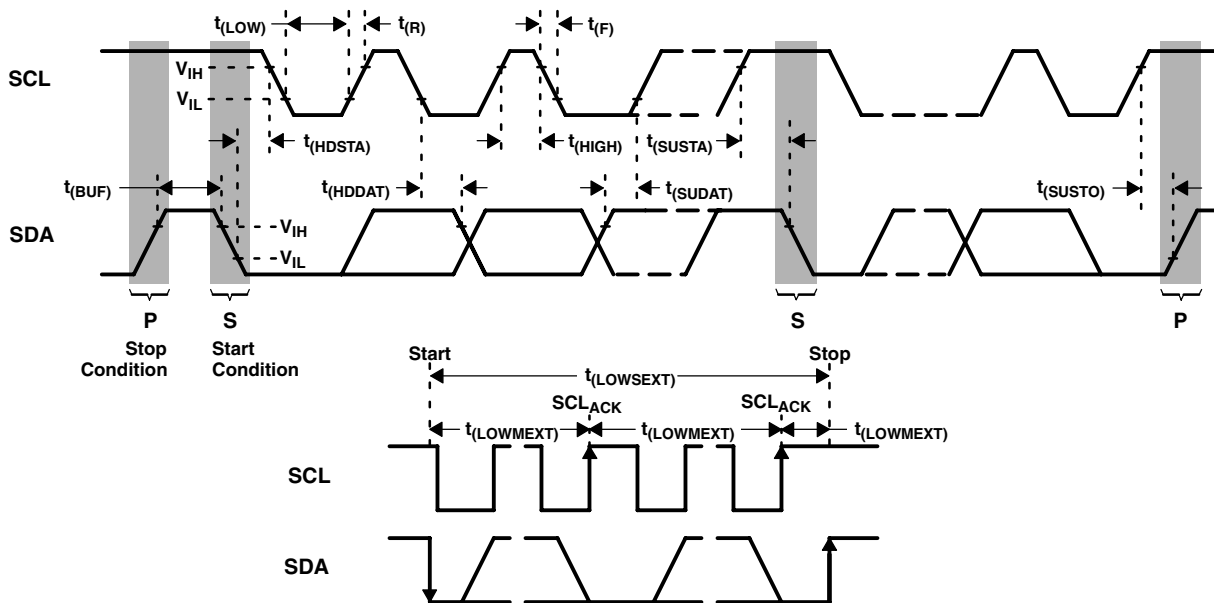 t(LOW) t(R) t(F)
SCL
VIH
VIL
t(HDSTA) t(HIGH) t(SUSTA)
t(BUF) t(HDDAT) t(SUDAT) t(SUSTO)
SDA
VIH
VIL
P S S P
Stop Condition
Start Condition
Start Stop
t(LOWSEXT)
SCLACK SCLACK
t(LOWMEXT) t(LOWMEXT) t(LOWMEXT)
SCL
SDA